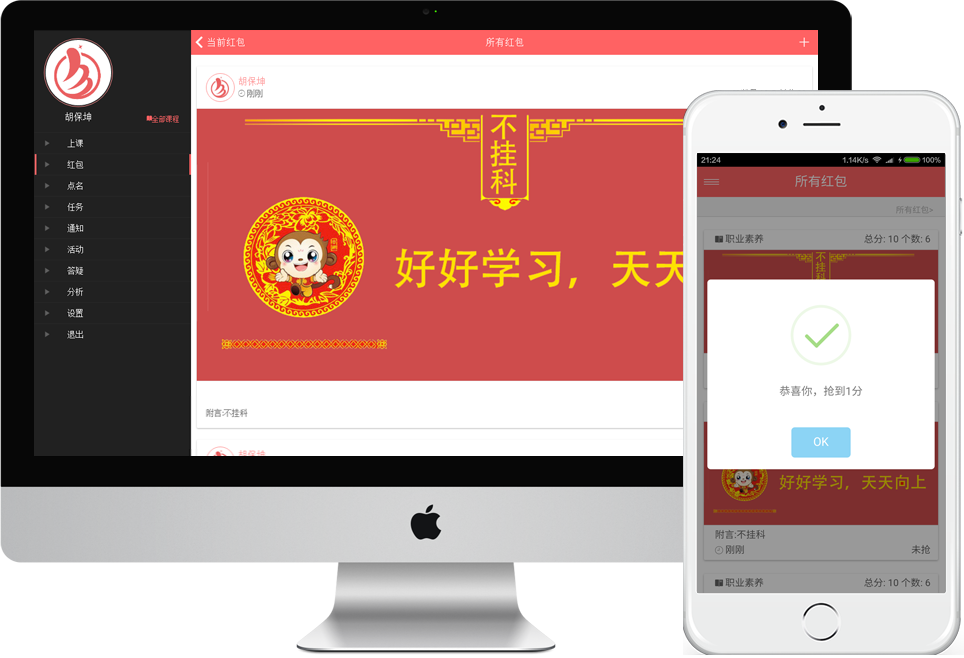 当前红包
所有红包
胡保坤
全部课程
上课
红包
点名
任务
通知
活动
答疑
分析
设置
退出
胡保坤
刚刚
不挂科
好好学习，天天
附言:不挂科
胡保坤
21:24
1.14K/s
100%
所有红包
所有红包>
职业素养
总分: 10 个数: 6
不挂科
恭喜你，抢到1分
OK
好好学习，天天向上
附言:不挂科
刚刚
未抢
职业素养
总分: 10 个数: 6